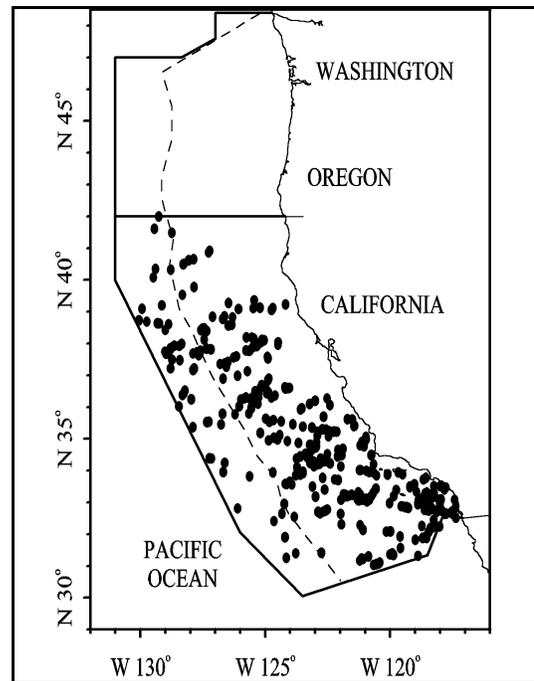 WASHINGTON
N 45°
OREGON
N 40°
CALIFORNIA
N 35°
PACIFIC
OCEAN
N 30°
W 130° W 125° W 120°